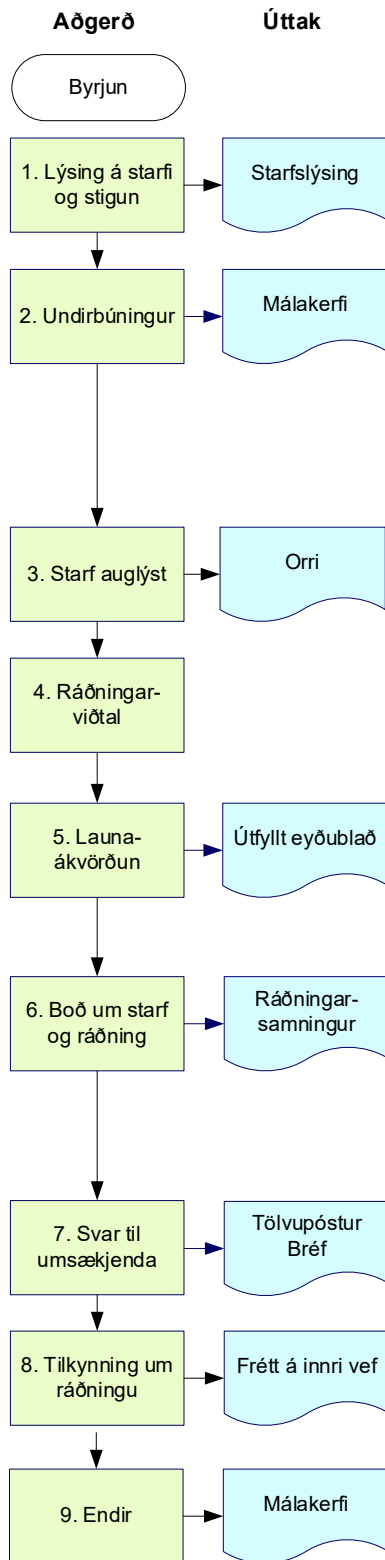 Aðgerð
Úttak
Byrjun
1. Lýsing á starfi
og stigun
Starfslýsing
2. Undirbúningur
Málakerfi
3. Starf auglýst
Orri
4. Ráðningar-
viðtal
5. Launa-
ákvörðun
Útfyllt eyðublað
6. Boð um starf
og ráðning
Ráðningar-
samningur
7. Svar til
umsækjenda
Tölvupóstur
Bréf
8. Tilkynning um
ráðningu
Frétt á innri vef
9. Endir
Málakerfi